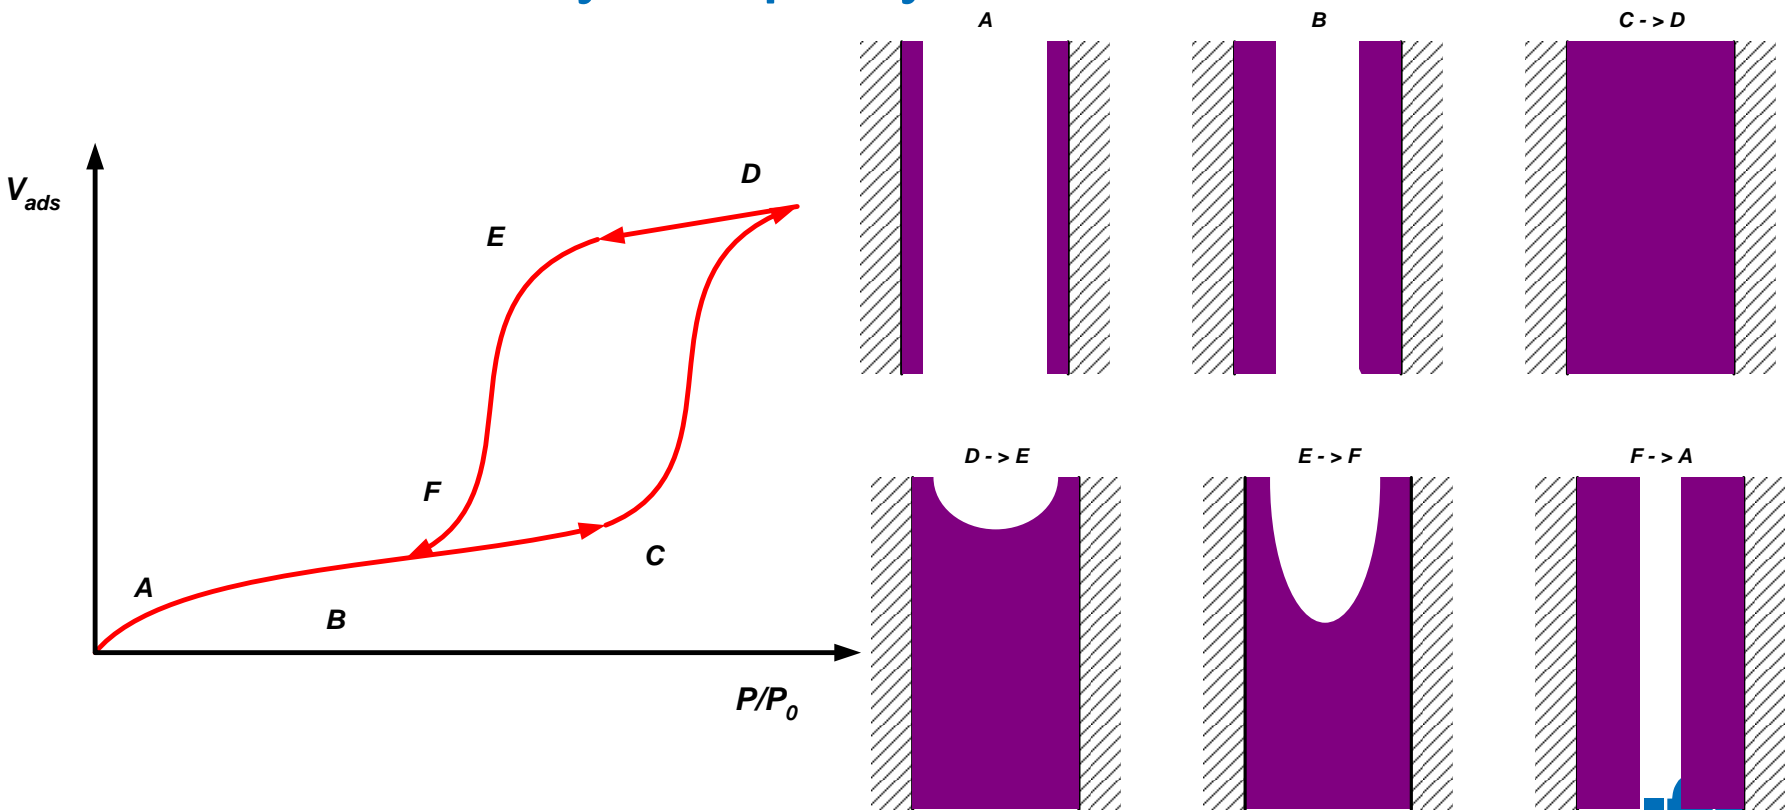 A
B
C - > D
D
V_ads
E
D - > E
E - > F
F - > A
F
C
A
B
P/P_0